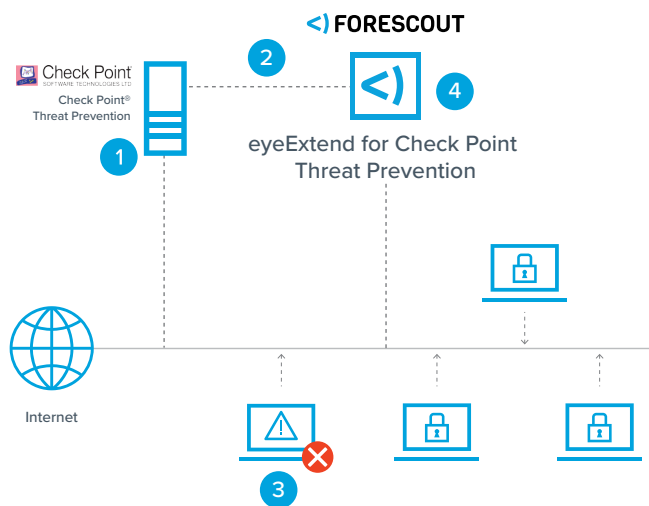 <) FORESCOUT
2
Check Point
SOFTWARE TECHNOLOGIES LTD
Check Point®
Threat Prevention
<)
4
1
eyeExtend for Check Point
Threat Prevention
Internet
3